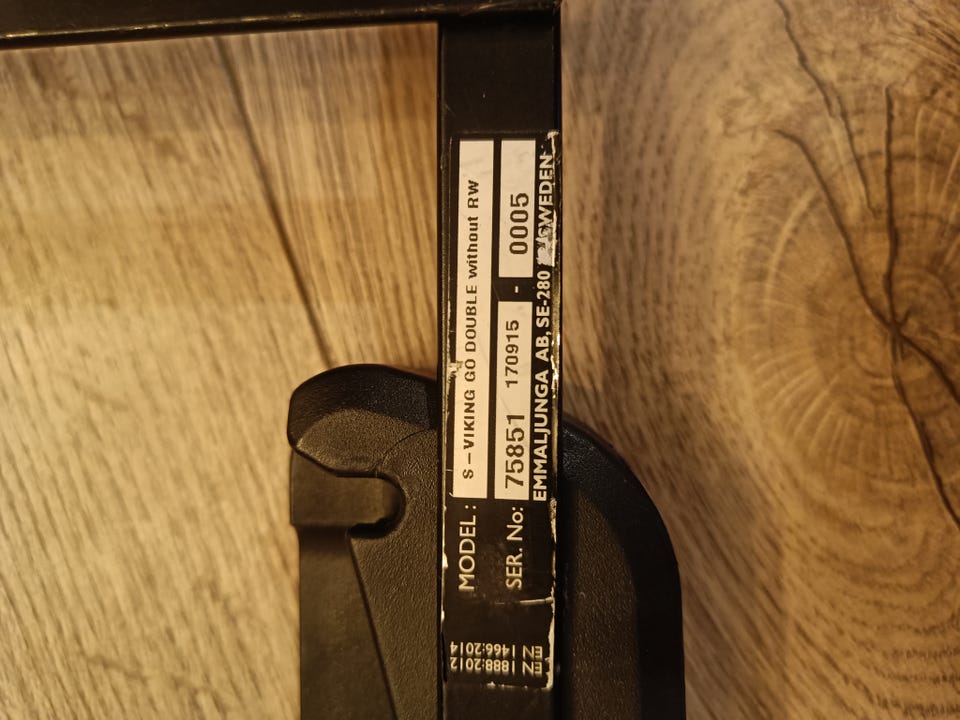 MODEL: S-VIKING GO DOUBLE without RW
SER. No: 75851 170915 - 0005
EMMALJUNGA AB, SE-280 SWEDEN
EN 1888:2012
EN 1466:2014